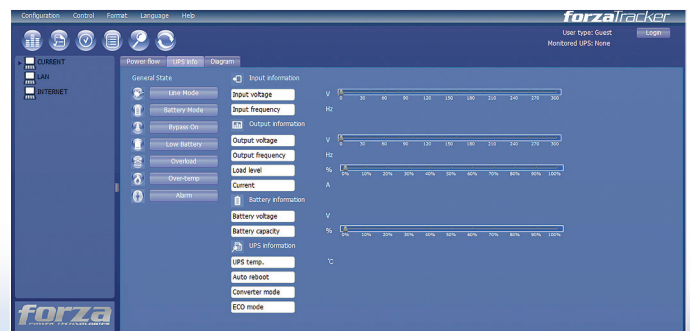 Configuration Control Format Language Help
forzaTracker
User type: Guest Login
Monitored UPS: None
CURRENT
LAN
INTERNET
Power flow UPS info Diagram
General State
Line Mode
Battery Mode
Bypass On
Low Battery
Overload
Over-temp
Alarm
Input information
Input voltage V 0 30 60 90 120 150 180 210 240 270 300
Input frequency Hz
Output information
Output voltage V 0 30 60 90 120 150 180 210 240 270 300
Output frequency Hz
Load level % 0% 10% 20% 30% 40% 50% 60% 70% 80% 90% 100%
Current A
Battery information
Battery voltage V
Battery capacity % 0% 10% 20% 30% 40% 50% 60% 70% 80% 90% 100%
UPS information
UPS temp. °C
Auto reboot
Converter mode
ECO mode
forza
POWER TECHNOLOGIES